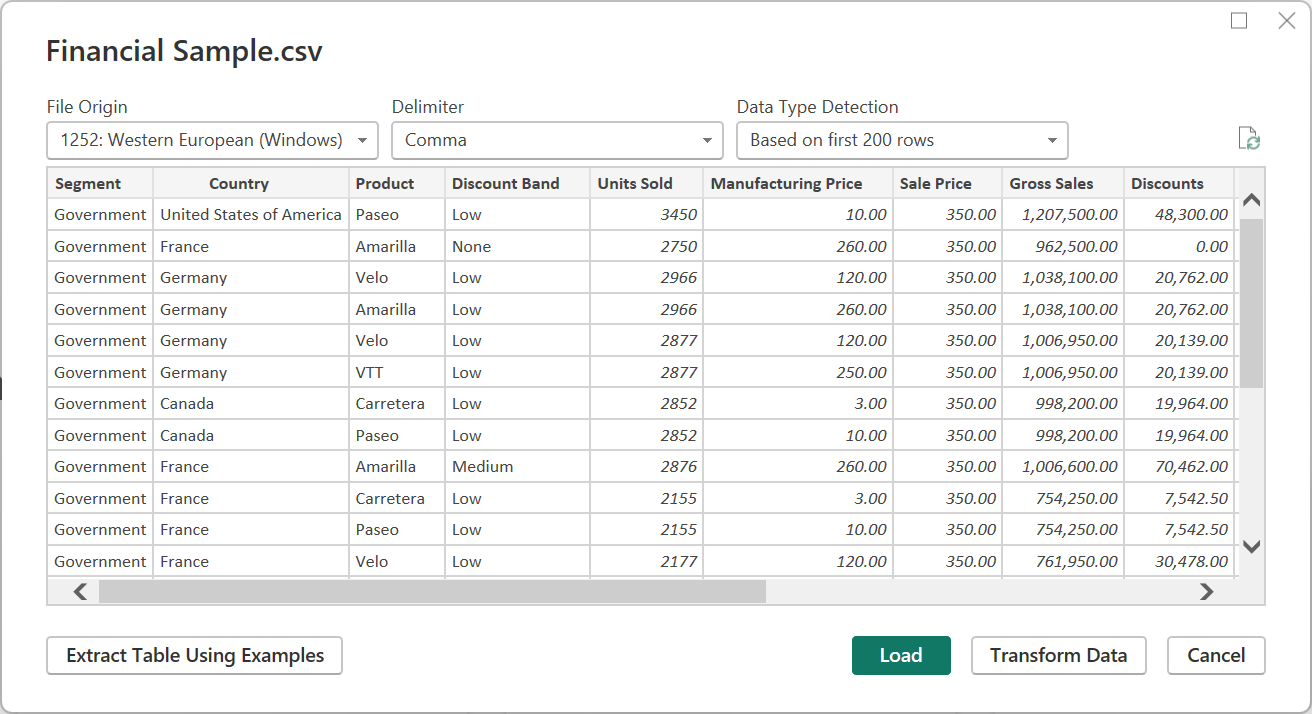 Financial Sample.csv
File Origin Delimiter Data Type Detection
1252: Western European (Windows) Comma Based on first 200 rows
Segment Country Product Discount Band Units Sold Manufacturing Price Sale Price Gross Sales Discounts
Government United States of America Paseo Low 3450 10.00 350.00 1,207,500.00 48,300.00
Government France Amarilla None 2750 260.00 350.00 962,500.00 0.00
Government Germany Velo Low 2966 120.00 350.00 1,038,100.00 20,762.00
Government Germany Amarilla Low 2966 260.00 350.00 1,038,100.00 20,762.00
Government Germany Velo Low 2877 120.00 350.00 1,006,950.00 20,139.00
Government Germany VTT Low 2877 250.00 350.00 1,006,950.00 20,139.00
Government Canada Carretera Low 2852 3.00 350.00 998,200.00 19,964.00
Government Canada Paseo Low 2852 10.00 350.00 998,200.00 19,964.00
Government France Amarilla Medium 2876 260.00 350.00 1,006,600.00 70,462.00
Government France Carretera Low 2155 3.00 350.00 754,250.00 7,542.50
Government France Paseo Low 2155 10.00 350.00 754,250.00 7,542.50
Government France Velo Low 2177 120.00 350.00 761,950.00 30,478.00
Extract Table Using Examples Load Transform Data Cancel